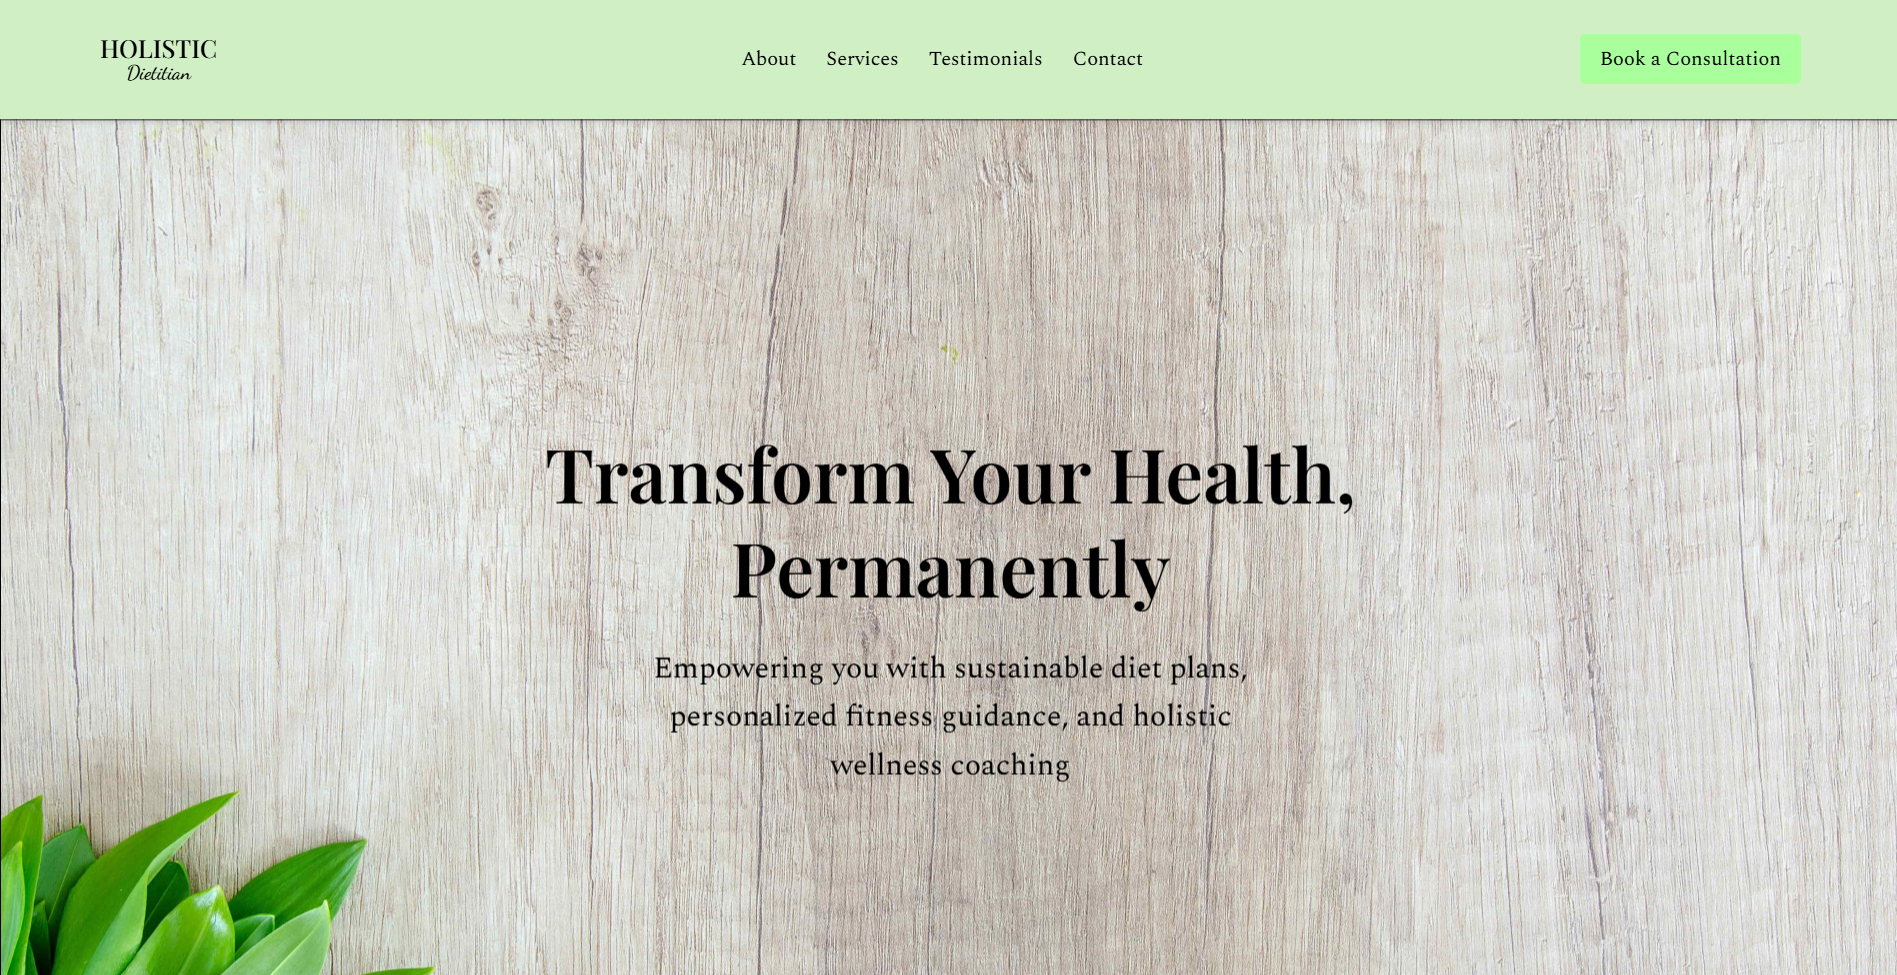 HOLISTIC
Dietitian
About Services Testimonials Contact
Book a Consultation
Transform Your Health,
Permanently
Empowering you with sustainable diet plans,
personalized fitness guidance, and holistic
wellness coaching